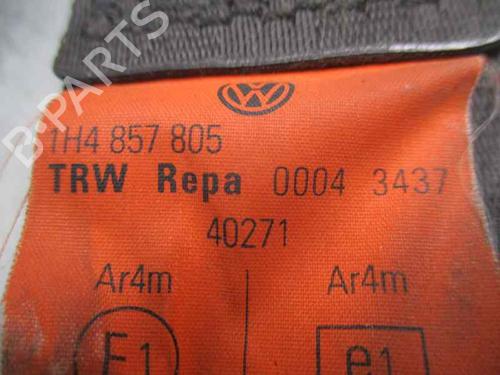 1H4 857 805
TRW Repa 0004 3437
40271
Ar4m Ar4m
E1 e1
B-PARTS